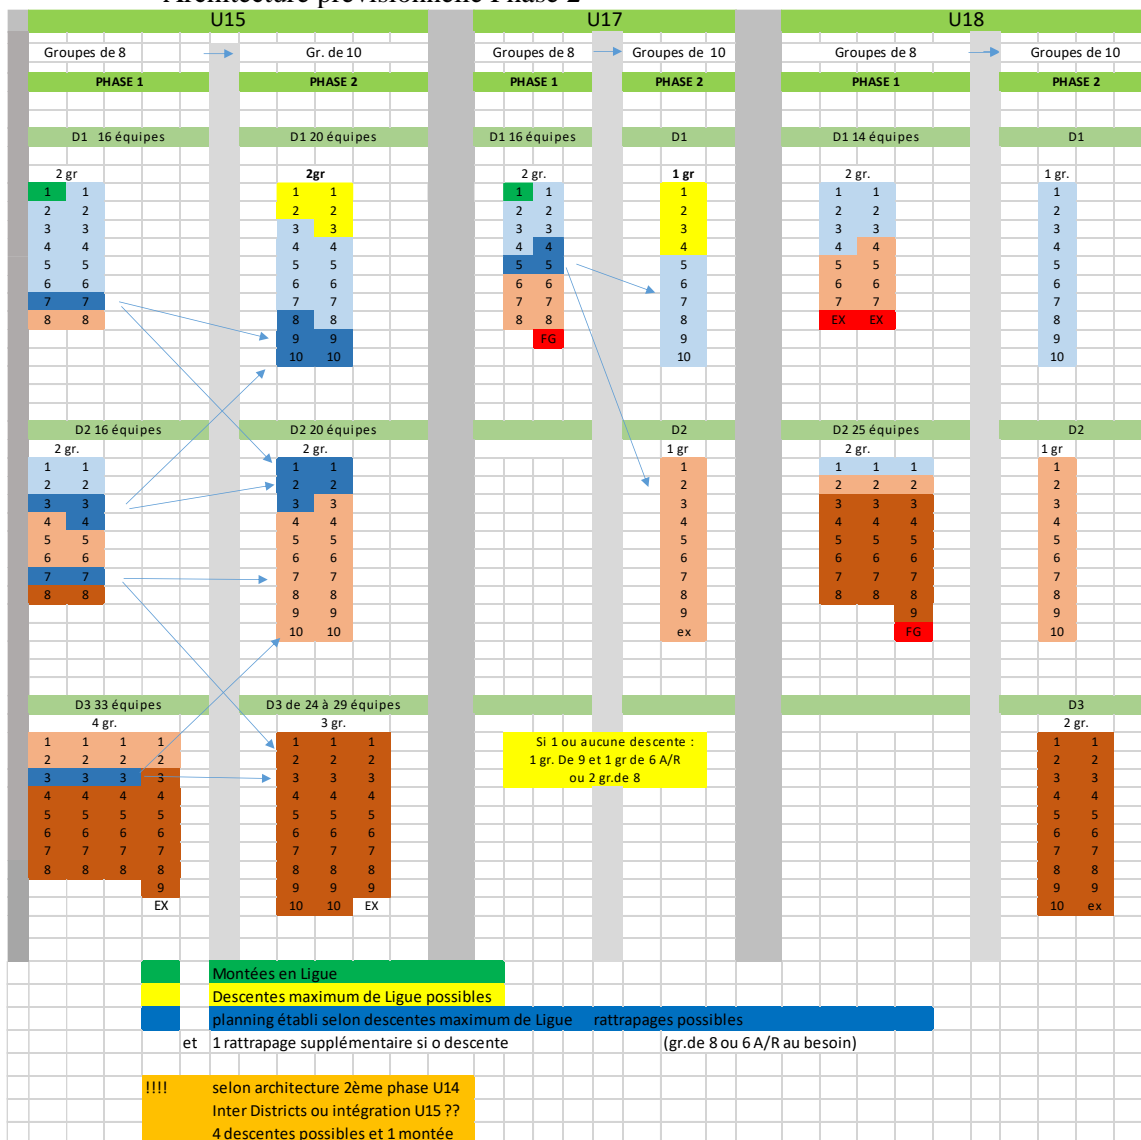 Architecture prévisionnelle Phase 2
U15 U17 U18
Groupes de 8 Gr. de 10 Groupes de 8 Groupes de 10 Groupes de 8 Groupes de 10
PHASE 1 PHASE 2 PHASE 1 PHASE 2 PHASE 1 PHASE 2
D1 16 équipes D1 20 équipes D1 16 équipes D1 D1 14 équipes D1
2 gr 2gr 2 gr. 1 gr 2 gr. 1 gr.
1 1 1 1 1 1 1 1 1 1
2 2 2 2 2 2 2 2 2 2
3 3 3 3 3 3 3 3 3 3
4 4 4 4 4 4 4 4 4 4
5 5 5 5 5 5 5 5 5 5
6 6 6 6 6 6 6 6 6 6
7 7 7 7 7 7 7 7 7 7
8 8 8 8 8 8 8 EX EX 8
9 9 FG 9 9
10 10 10 10
D2 16 équipes D2 20 équipes D2 D2 25 équipes D2
2 gr. 2 gr. 1 gr 2 gr. 1 gr
1 1 1 1 1 1 1 1 1
2 2 2 2 2 2 2 2 2
3 3 3 3 3 3 3 3 3
4 4 4 4 4 4 4 4 4
5 5 5 5 5 5 5 5 5
6 6 6 6 6 6 6 6 6
7 7 7 7 7 7 7 7 7
8 8 8 8 8 8 8 8 8
9 9 9 9 9
10 10 ex FG 10
D3 33 équipes D3 de 24 à 29 équipes D3
4 gr. 3 gr. 2 gr.
1 1 1 1 1 1 1 Si 1 ou aucune descente : 1 1
2 2 2 2 2 2 2 1 gr. De 9 et 1 gr de 6 A/R 2 2
3 3 3 3 3 3 3 ou 2 gr.de 8 3 3
4 4 4 4 4 4 4 4 4
5 5 5 5 5 5 5 5 5
6 6 6 6 6 6 6 6 6
7 7 7 7 7 7 7 7 7
8 8 8 8 8 8 8 8 8
9 9 9 9 9 9
EX 10 10 EX 10 ex
Montées en Ligue
Descentes maximum de Ligue possibles
planning établi selon descentes maximum de Ligue rattrapages possibles
et 1 rattrapage supplémentaire si o descente (gr.de 8 ou 6 A/R au besoin)
!!!! selon architecture 2ème phase U14
Inter Districts ou intégration U15 ??
4 descentes possibles et 1 montée